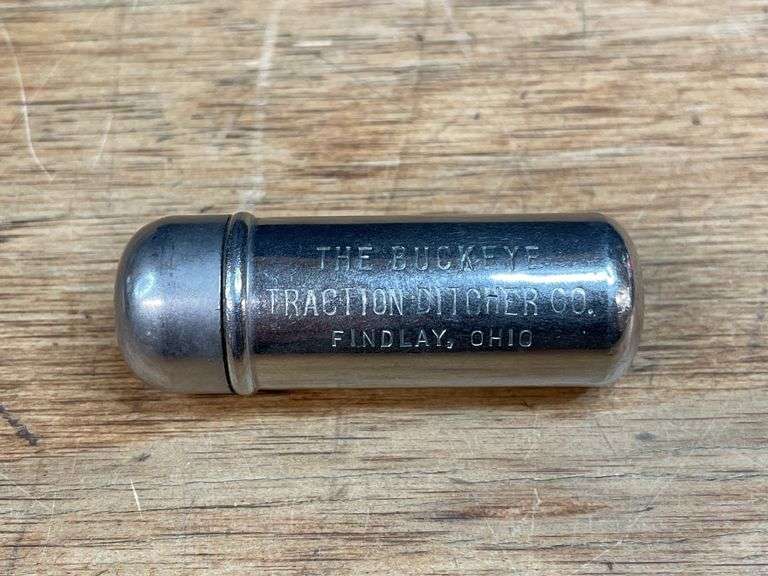 THE BUCKEYE
TRACTION DITCHER CO.
FINDLAY, OHIO